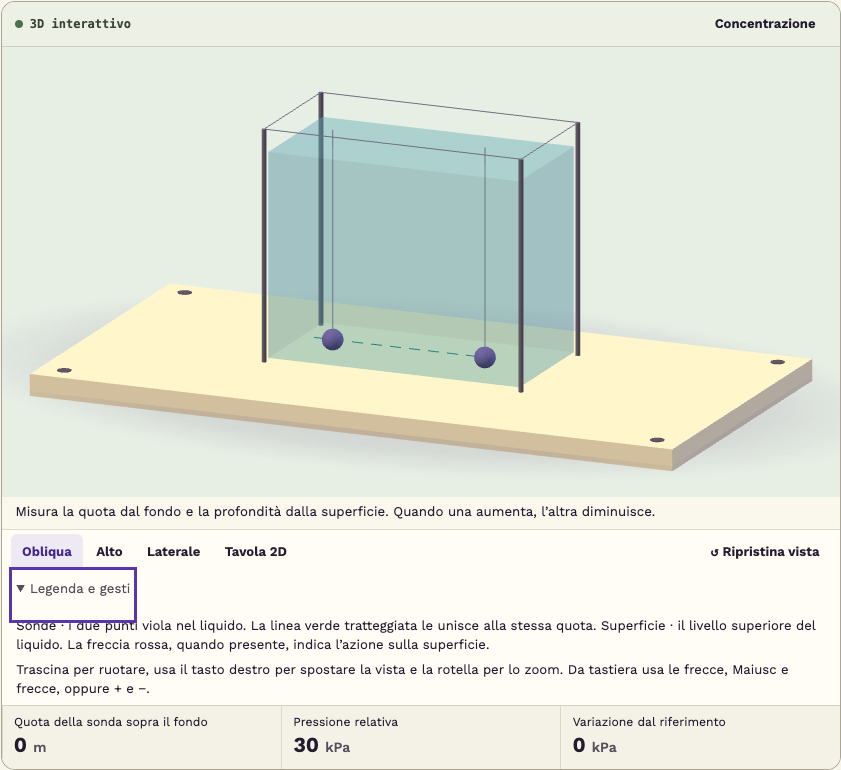 3D interattivo
Concentrazione
Misura la quota dal fondo e la profondità dalla superficie. Quando una aumenta, l’altra diminuisce.
Obliqua
Alto
Laterale
Tavola 2D
↺ Ripristina vista
▼ Legenda e gesti
Sonde · i due punti viola nel liquido. La linea verde tratteggiata le unisce alla stessa quota. Superficie · il livello superiore del
liquido. La freccia rossa, quando presente, indica l’azione sulla superficie.
Trascina per ruotare, usa il tasto destro per spostare la vista e la rotella per lo zoom. Da tastiera usa le frecce, Maiusc e
frecce, oppure + e −.
Quota della sonda sopra il fondo
0 m
Pressione relativa
30 kPa
Variazione dal riferimento
0 kPa